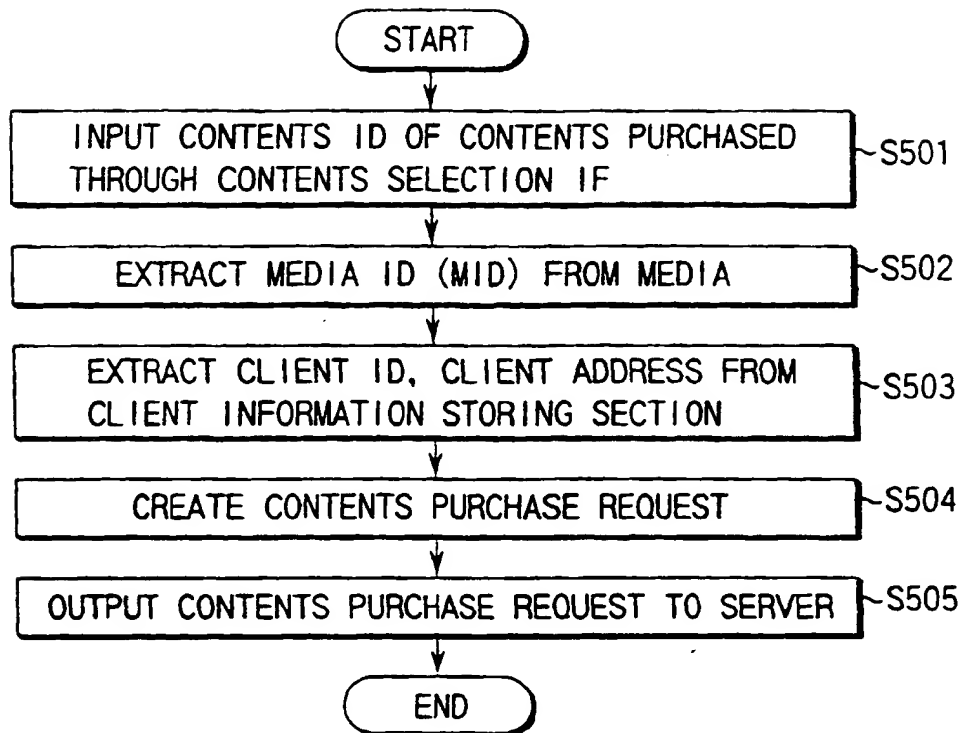 START
INPUT CONTENTS ID OF CONTENTS PURCHASED
THROUGH CONTENTS SELECTION IF
S501
EXTRACT MEDIA ID (MID) FROM MEDIA
S502
EXTRACT CLIENT ID, CLIENT ADDRESS FROM
CLIENT INFORMATION STORING SECTION
S503
CREATE CONTENTS PURCHASE REQUEST
S504
OUTPUT CONTENTS PURCHASE REQUEST TO SERVER
S505
END